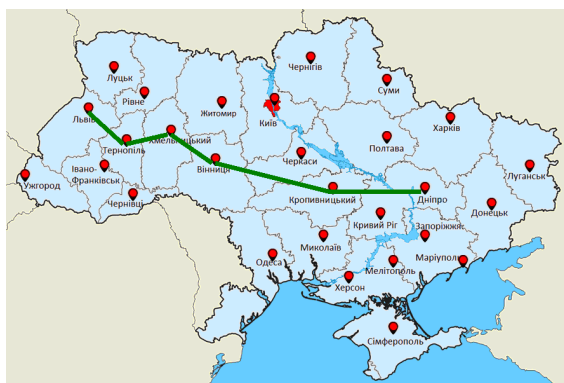 Чернігів
Луцьк
Суми
Рівне
Житомир
Київ
Львів
Харків
Хмельницький
Тернопіль
Полтава
Черкаси
Вінниця
Івано-
Франківськ
Луганськ
Ужгород
Чернівці
Кропивницький
Дніпро
Донецьк
Кривий Ріг
Запоріжжя
Миколаїв
Одеса
Маріуполь
Мелітополь
Херсон
Сімферополь